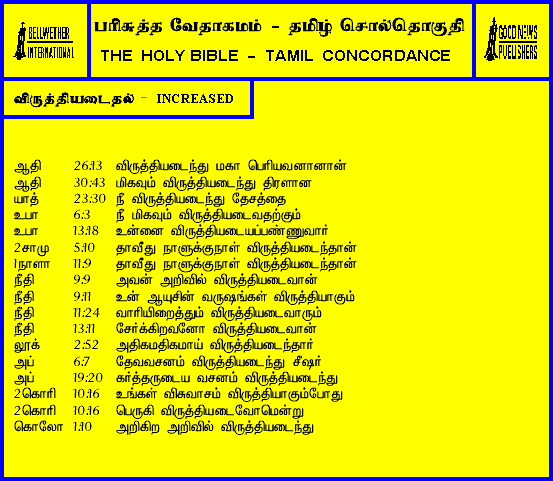 BELLWETHER
INTERNATIONAL
பரிசுத்த வேதாகமம் - தமிழ் சொல்தொகுதி
THE HOLY BIBLE - TAMIL CONCORDANCE
GOOD NEWS
PUBLISHERS
விருத்தியடைதல் - INCREASED
ஆதி 26:13 விருத்தியடைந்து மகா பெரியவனானான்
ஆதி 30:43 மிகவும் விருத்தியடைந்து திரளான
யாத் 23:30 நீ விருத்தியடைந்து தேசத்தை
உபா 6:3 நீ மிகவும் விருத்தியடைவதற்கும்
உபா 13:18 உன்னை விருத்தியடையப்பண்ணுவார்
2சாமு 5:10 தாவீது நாளுக்குநாள் விருத்தியடைந்தான்
1நாளா 11:9 தாவீது நாளுக்குநாள் விருத்தியடைந்தான்
நீதி 9:9 அவன் அறிவில் விருத்தியடைவான்
நீதி 9:11 உன் ஆயுசின் வருஷங்கள் விருத்தியாகும்
நீதி 11:24 வாரியிறைத்தும் விருத்தியடைவாரும்
நீதி 13:11 சேர்க்கிறவனோ விருத்தியடைவான்
லூக் 2:52 அதிகமதிகமாய் விருத்தியடைந்தார்
அப் 6:7 தேவவசனம் விருத்தியடைந்து சீஷர்
அப் 19:20 கர்த்தருடைய வசனம் விருத்தியடைந்து
2கொரி 10:16 உங்கள் விசுவாசம் விருத்தியாகும்போது
2கொரி 10:16 பெருகி விருத்தியடைவோமென்று
கொலோ 1:10 அறிகிற அறிவில் விருத்தியடைந்து